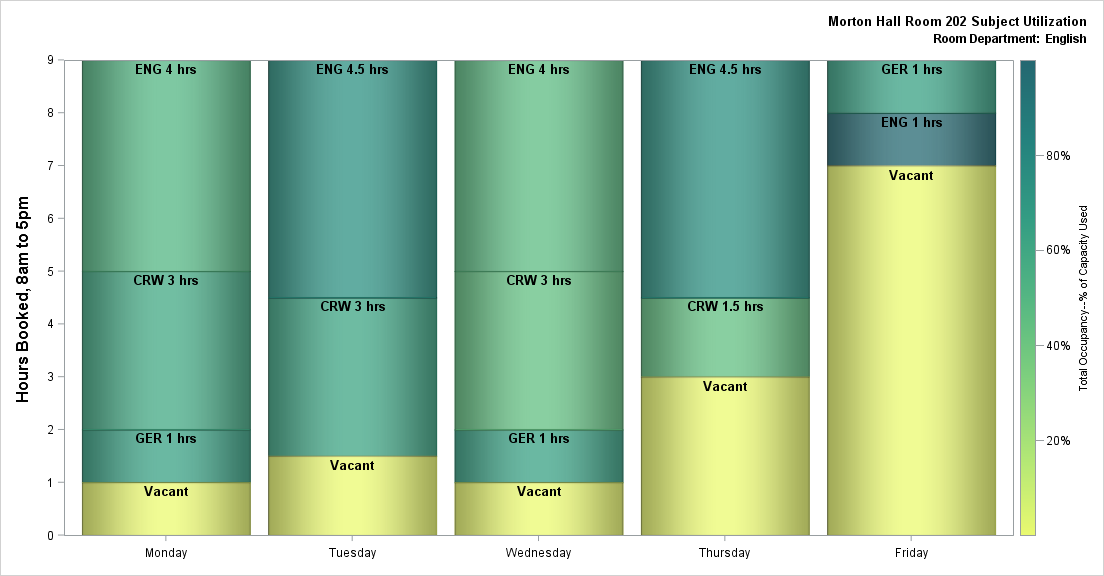 Morton Hall Room 202 Subject Utilization
Room Department: English
Hours Booked, 8am to 5pm
9
8
7
6
5
4
3
2
1
0
ENG 4 hrs
CRW 3 hrs
GER 1 hrs
Vacant
ENG 4.5 hrs
CRW 3 hrs
Vacant
ENG 4 hrs
CRW 3 hrs
GER 1 hrs
Vacant
ENG 4.5 hrs
CRW 1.5 hrs
Vacant
GER 1 hrs
ENG 1 hrs
Vacant
Monday
Tuesday
Wednesday
Thursday
Friday
80%
60%
40%
20%
Total Occupancy--% of Capacity Used